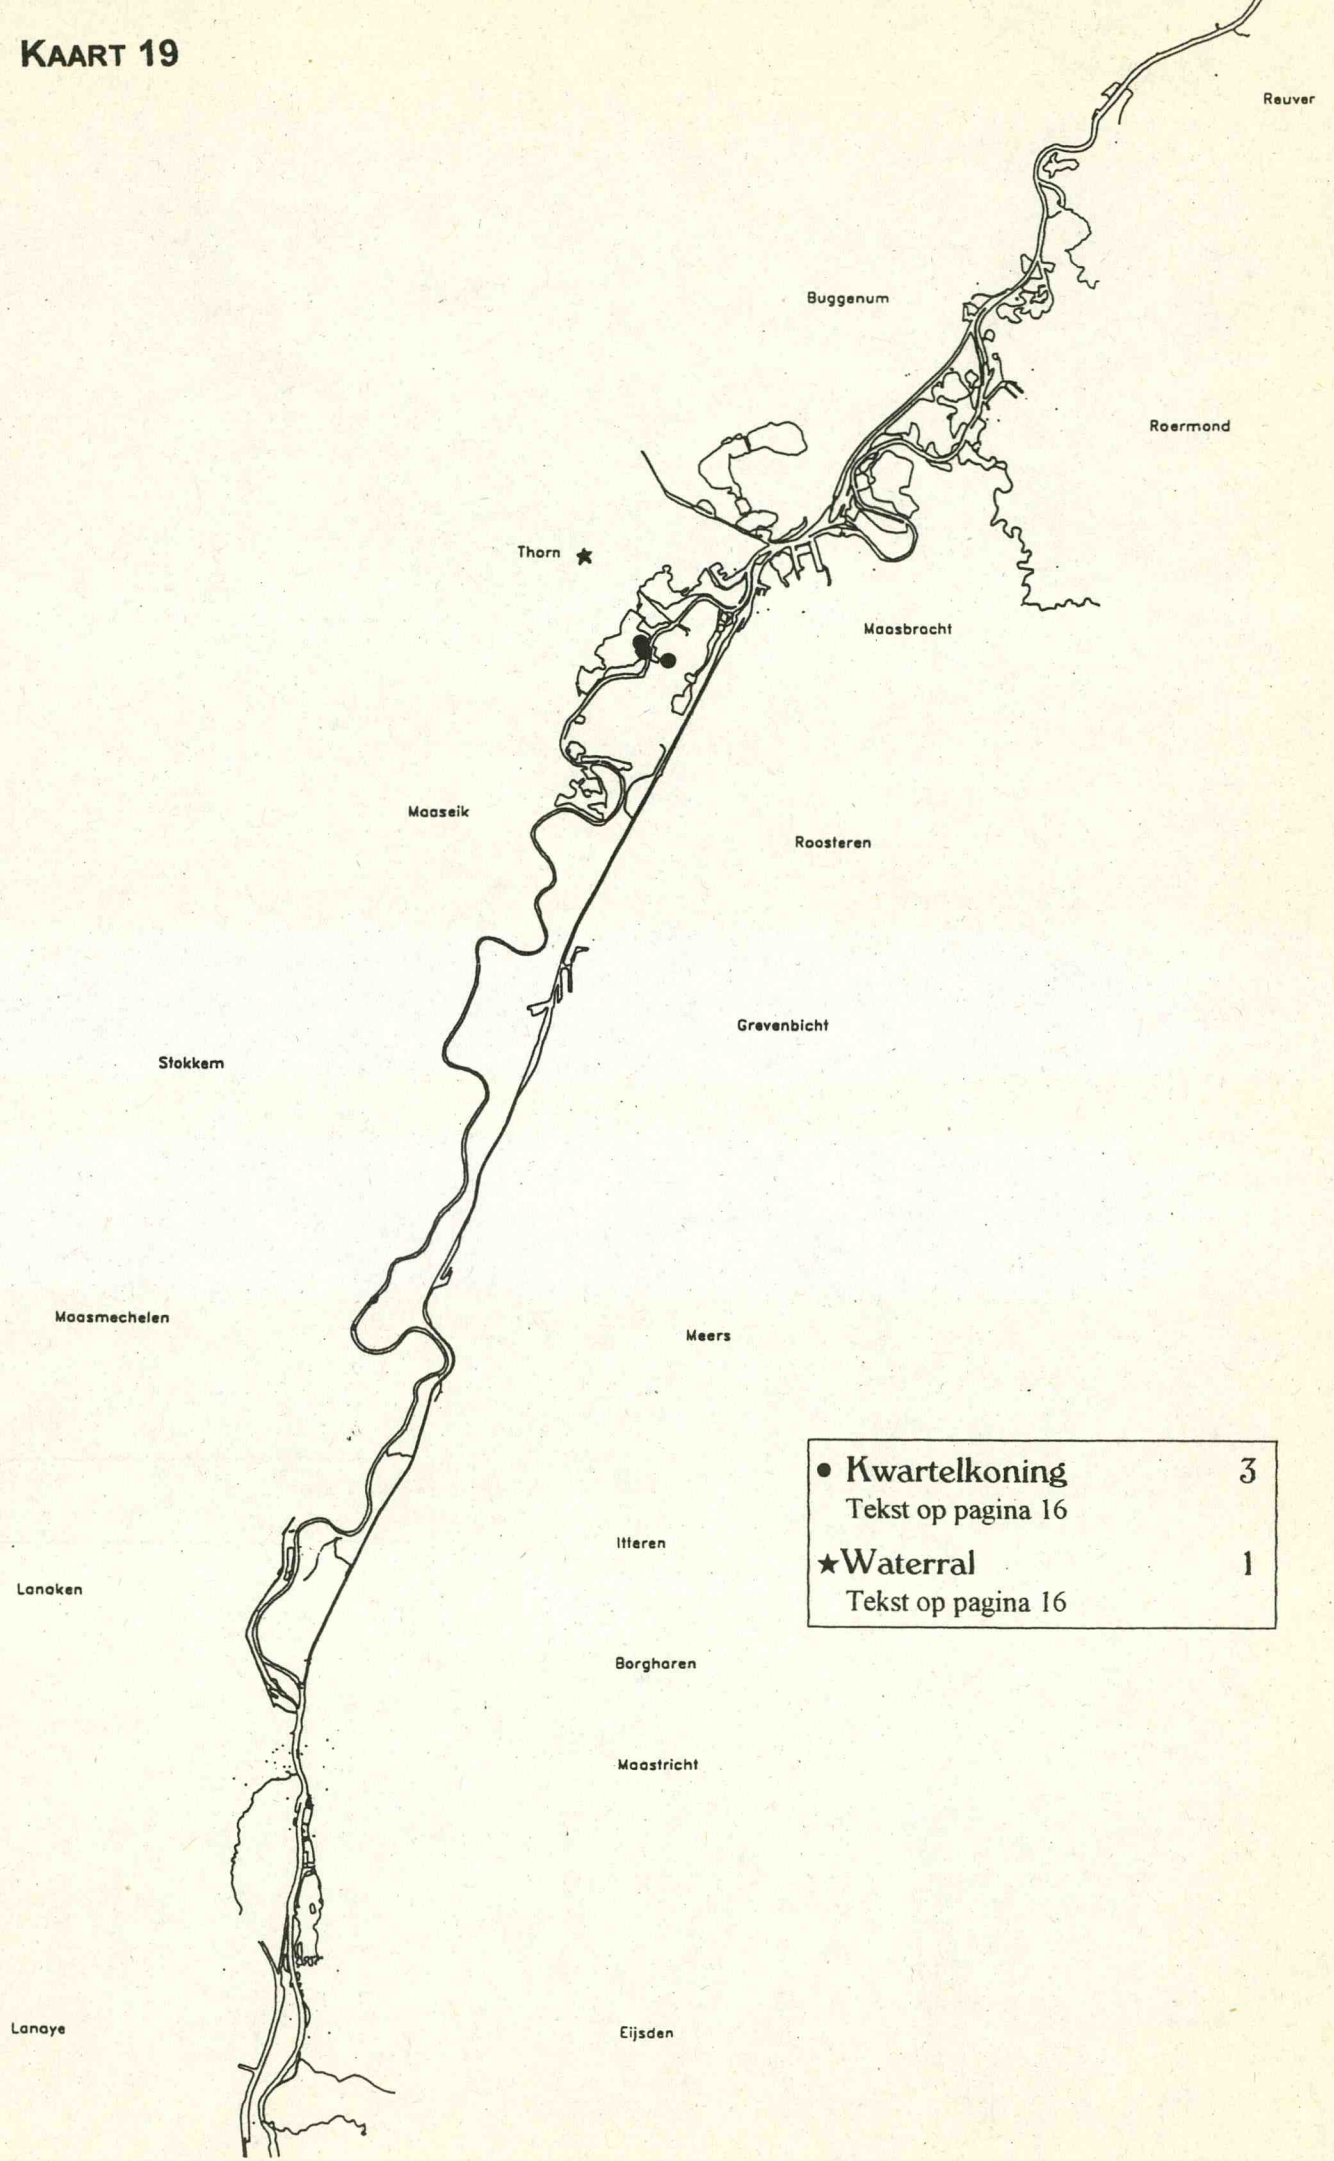 KAART 19
Reuver
Buggenum
Roermond
Thorn
Maasbracht
Maaseik
Roosteren
Grevenbicht
Stokkem
Maasmechelen
Meers
● Kwartelkoning 3
Tekst op pagina 16
★Waterral 1
Tekst op pagina 16
Itteren
Lanaken
Borgharen
Maastricht
Lanaye
Eijsden